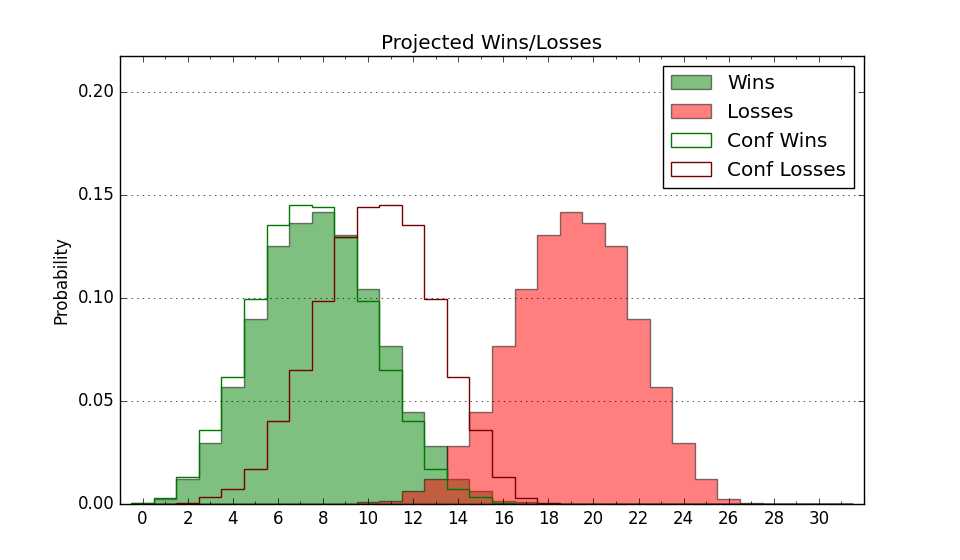 Projected Wins/Losses
Wins
Losses
Conf Wins
Conf Losses
Probability
0.20
0.15
0.10
0.05
0.00
0 2 4 6 8 10 12 14 16 18 20 22 24 26 28 30